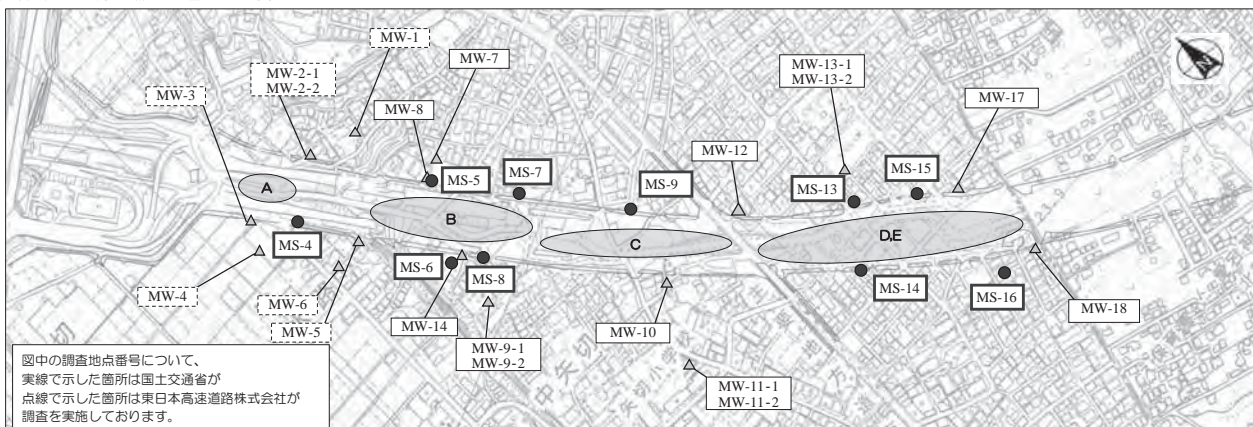 MW-1
MW-7
MW-2-1
MW-2-2
MW-13-1
MW-13-2
MW-3
MW-8
MW-17
MW-12
MS-5
MS-7
MS-9
MS-13
MS-15
A
B
C
D,E
MS-4
MS-6
MS-8
MS-14
MS-16
MW-4
MW-6
MW-5
MW-14
MW-9-1
MW-9-2
MW-10
MW-18
MW-11-1
MW-11-2
N
図中の調査地点番号について、
実線で示した箇所は国土交通省が
点線で示した箇所は東日本高速道路株式会社が
調査を実施しております。